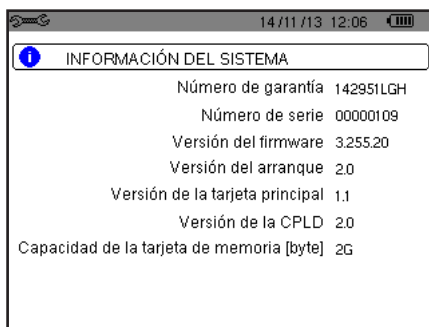 14/11/13 12:06
INFORMACIÓN DEL SISTEMA
Número de garantía 142951LGH
Número de serie 00000109
Versión del firmware 3.255.20
Versión del arranque 2.0
Versión de la tarjeta principal 1.1
Versión de la CPLD 2.0
Capacidad de la tarjeta de memoria [byte] 2G